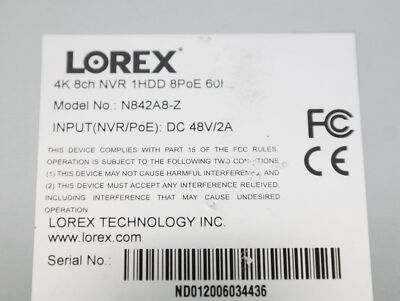 LOREX
4K 8ch NVR 1HDD 8PoE
Model No.: N842A8-Z
INPUT(NVR/PoE): DC 48V/2A
FC
CE
THIS DEVICE COMPLIES WITH PART 15 OF THE FCC RULES.
OPERATION IS SUBJECT TO THE FOLLOWING TWO CONDITIONS
(1) THIS DEVICE MAY NOT CAUSE HARMFUL INTERFERENCE, AND
(2) THIS DEVICE MUST ACCEPT ANY INTERFERENCE RECEIVED,
INCLUDING INTERFERENCE THAT MAY CAUSE UNDESIRED
OPERATION
LOREX TECHNOLOGY INC.
www.lorex.com
Serial No.:
ND012006034436